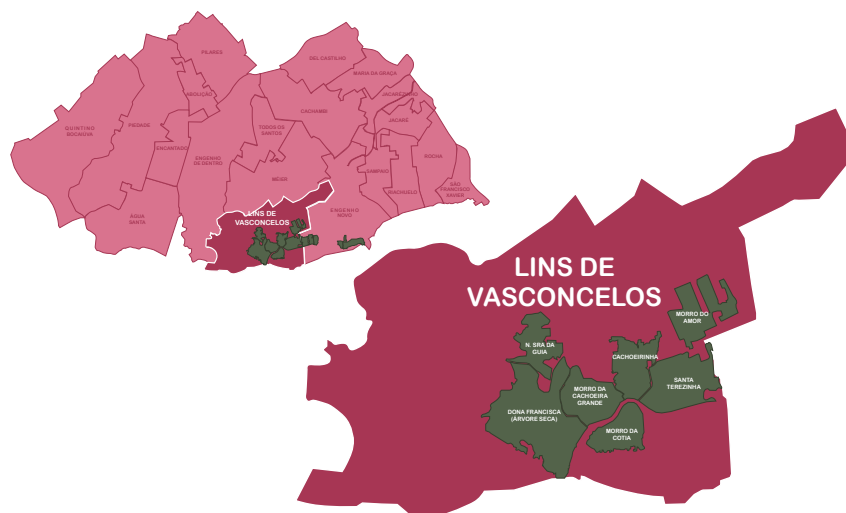 PILARES
DEL CASTILHO
MARIA DA GRAÇA
ABOLIÇÃO
JACAREZINHO
CACHAMBI
QUINTINO
BOCAIUVA
PIEDADE
TODOS OS
SANTOS
JACARÉ
ENCANTADO
ENGENHO
DE DENTRO
ROCHA
SAMPAIO
MÉIER
RIACHUELO
SÃO
FRANCISCO
XAVIER
ÁGUA
SANTA
LINS DE
VASCONCELOS
ENGENHO
NOVO
LINS DE
VASCONCELOS
MORRO DO
AMOR
N. SRA DA
GUIA
CACHOEIRINHA
SANTA
TEREZINHA
MORRO DA
CACHOEIRA
GRANDE
DONA FRANCISCA
(ÁRVORE SECA)
MORRO DA
COTIA